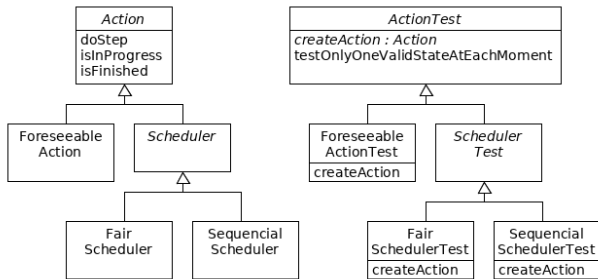 Action
doStep
isInProgress
isFinished
Foreseeable
Action
Scheduler
Fair
Scheduler
Sequencial
Scheduler
ActionTest
createAction : Action
testOnlyOneValidStateAtEachMoment
Foreseeable
ActionTest
createAction
Scheduler
Test
Fair
SchedulerTest
createAction
Sequencial
SchedulerTest
createAction